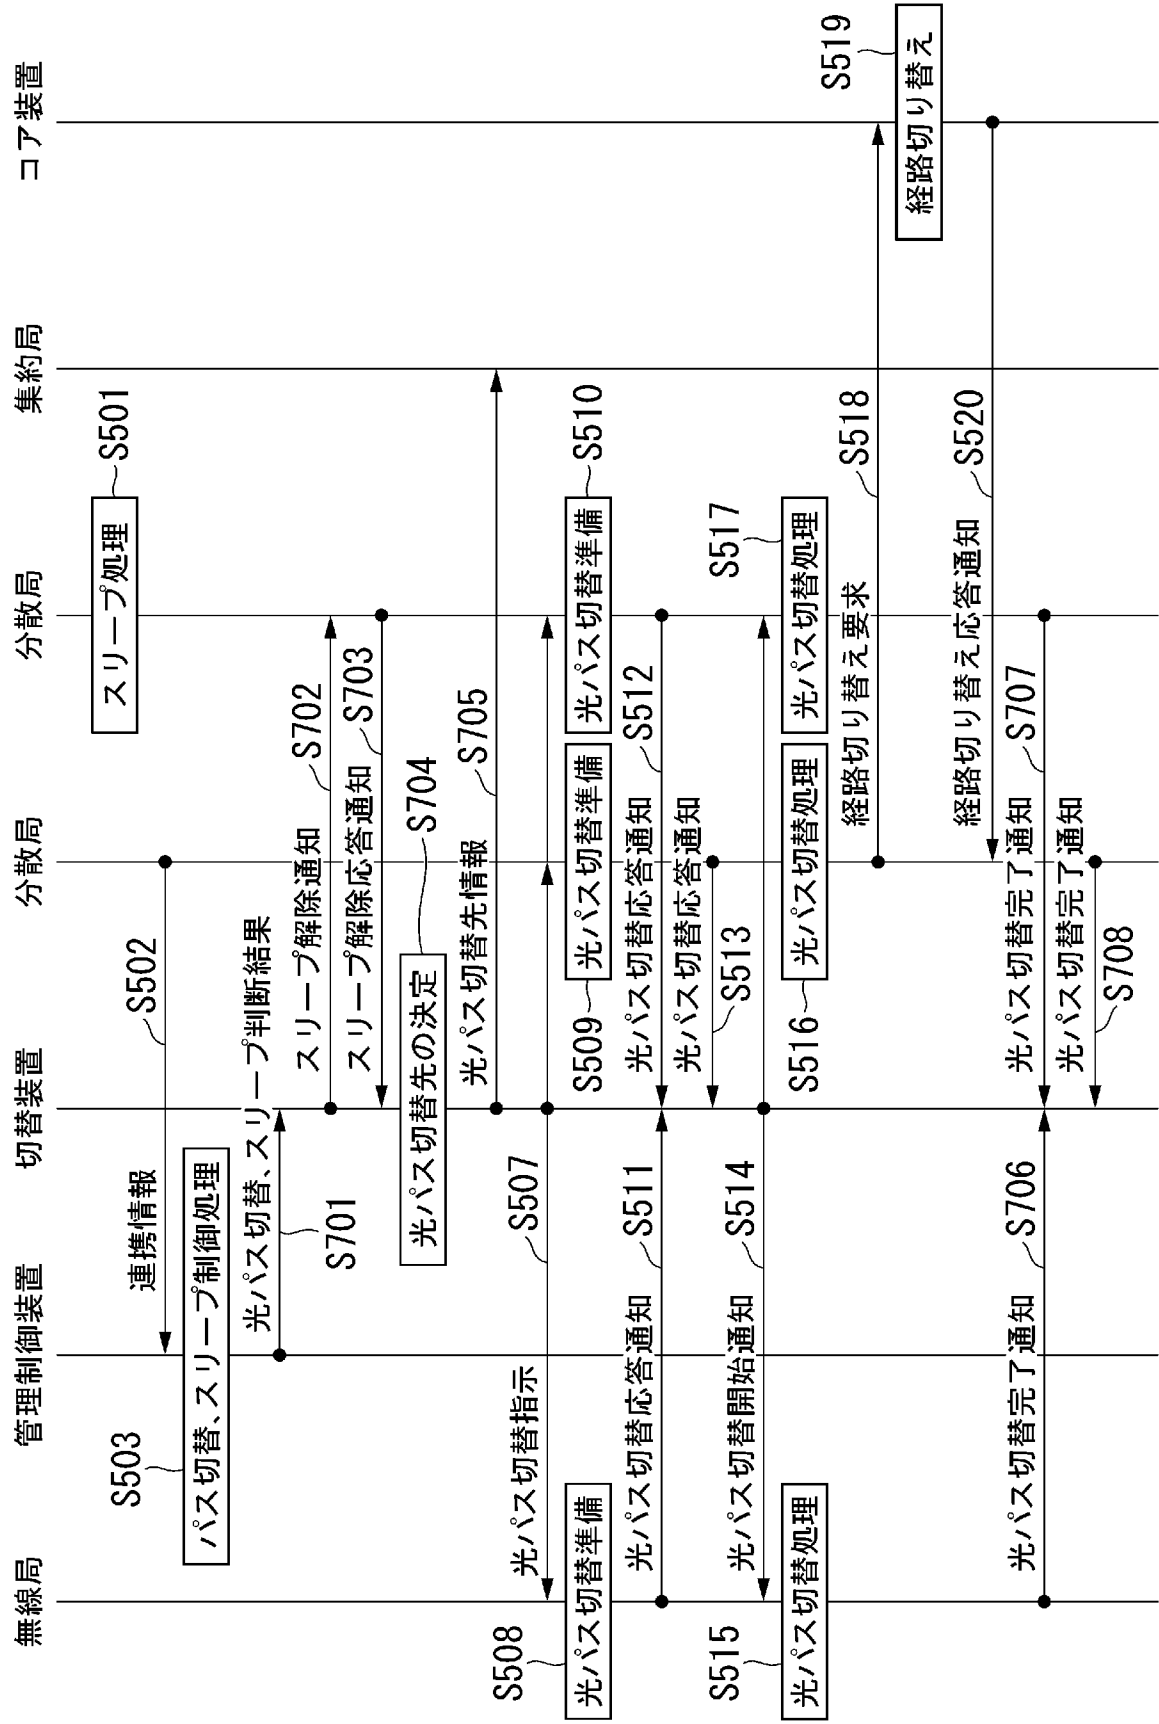 無線局
管理制御装置
切替装置
分散局
分散局
集約局
コア装置
スリープ処理
S501
連携情報
S502
S503
パス切替、スリープ制御処理
光パス切替、スリープ判断結果
S701
スリープ解除通知
S702
スリープ解除応答通知
S703
光パス切替先の決定
S704
光パス切替先情報
S705
光パス切替指示
S507
S508
光パス切替準備
S509
光パス切替準備
光パス切替準備
S510
光パス切替応答通知
S511
光パス切替応答通知
S512
光パス切替応答通知
S513
光パス切替開始通知
S514
S515
光パス切替処理
S516
光パス切替処理
光パス切替処理
S517
経路切り替え要求
S518
経路切り替え
S519
経路切り替え応答通知
S520
光パス切替完了通知
S706
光パス切替完了通知
S707
光パス切替完了通知
S708